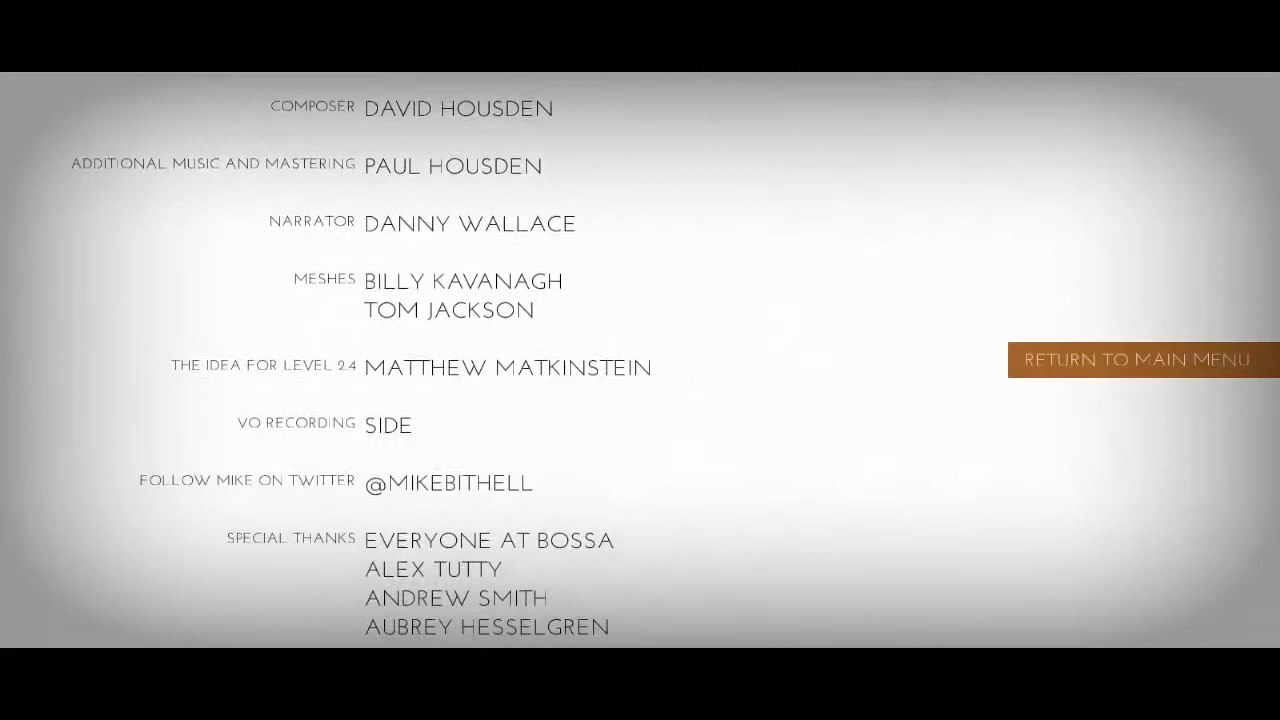 COMPOSER DAVID HOUSDEN
ADDITIONAL MUSIC AND MASTERING PAUL HOUSDEN
NARRATOR DANNY WALLACE
MESHES BILLY KAVANAGH
TOM JACKSON
THE IDEA FOR LEVEL 2.4 MATTHEW MATKINSTEIN
RETURN TO MAIN MENU
VO RECORDING SIDE
FOLLOW MIKE ON TWITTER @MIKEBITHELL
SPECIAL THANKS EVERYONE AT BOSSA
ALEX TUTTY
ANDREW SMITH
AUBREY HESSELGREN